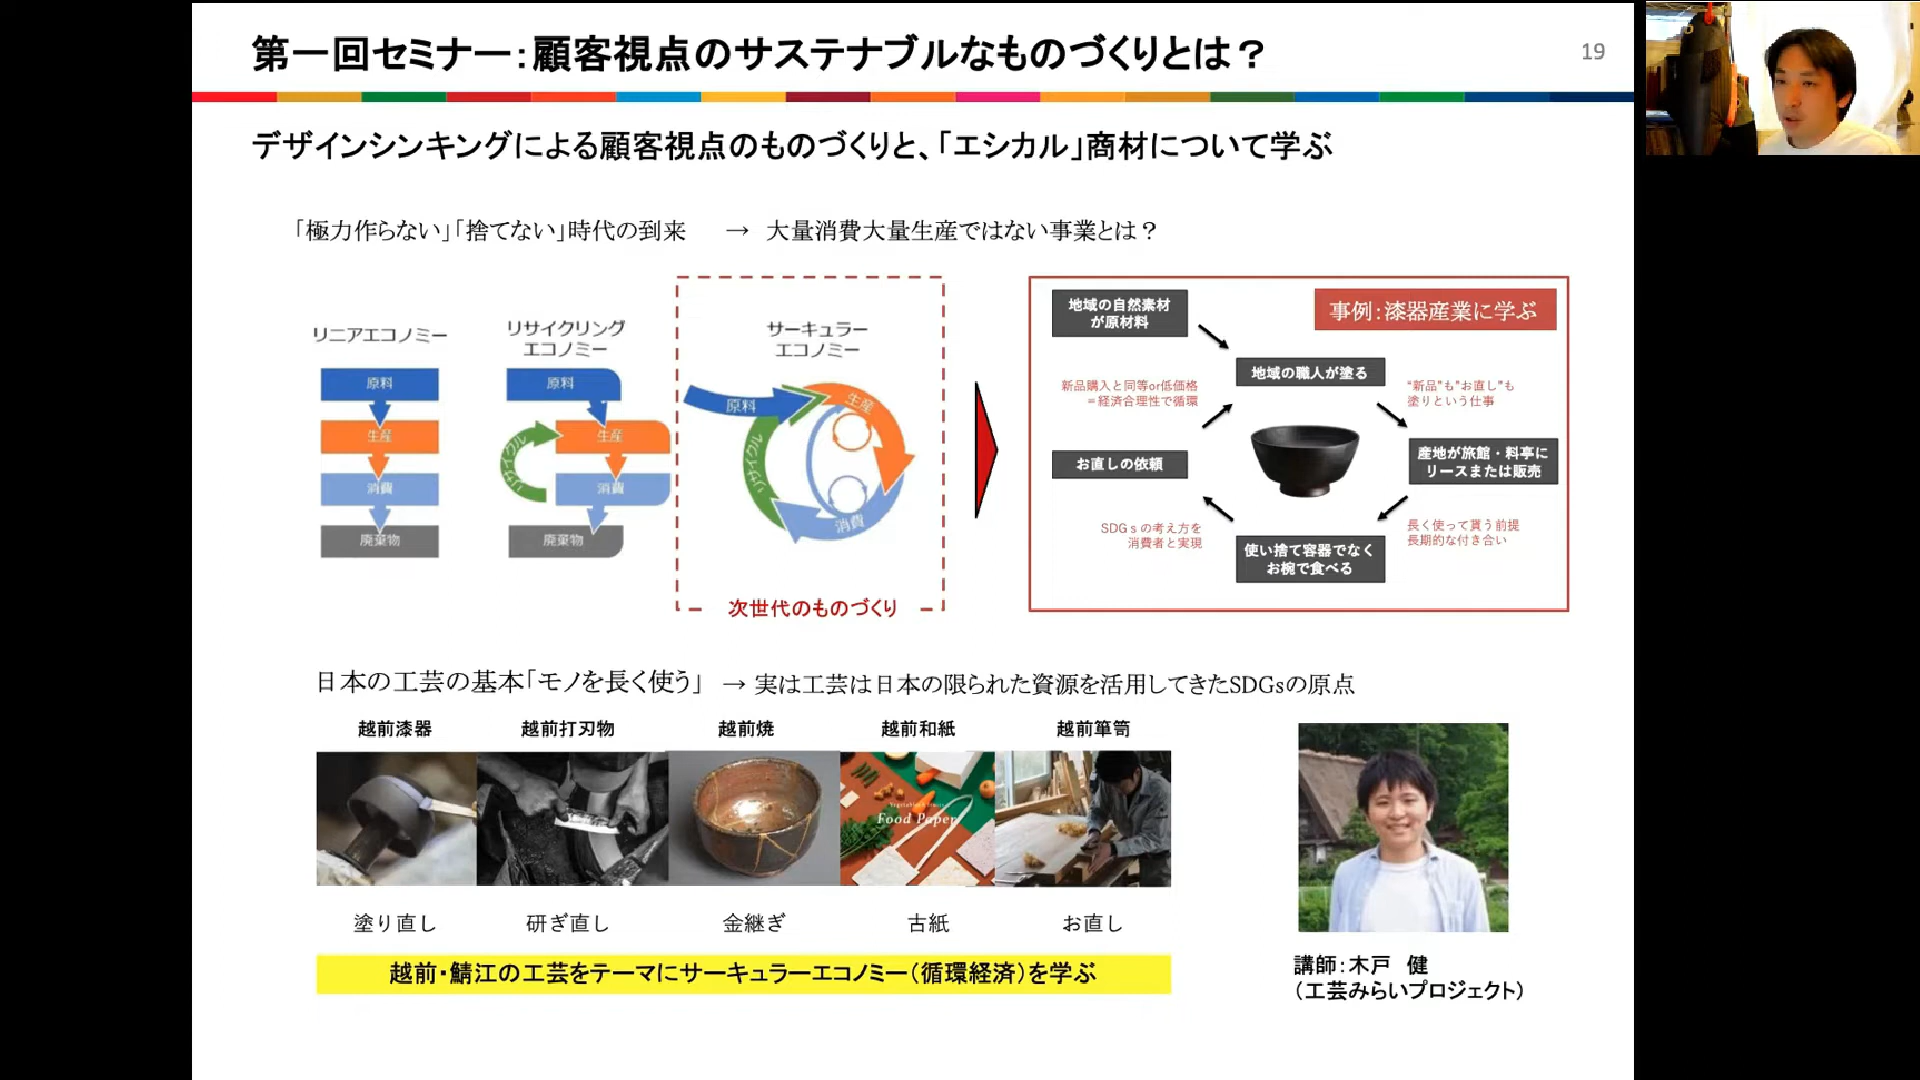 第一回セミナー：顧客視点のサステナブルなものづくりとは？
19
デザインシンキングによる顧客視点のものづくりと、「エシカル」商材について学ぶ
「極力作らない」「捨てない」時代の到来　→　大量消費大量生産ではない事業とは？
リニアエコノミー
原料
生産
消費
廃棄物
リサイクリング
エコノミー
原料
生産
リサイクル
消費
廃棄物
サーキュラー
エコノミー
原料
生産
リサイクル
消費
次世代のものづくり
事例：漆器産業に学ぶ
地域の自然素材
が原材料
地域の職人が塗る
新品購入と同等or低価格
＝経済合理性で循環
“新品”も”お直し”も
塗りという仕事
お直しの依頼
産地が旅館・料亭に
リースまたは販売
SDGｓの考え方を
消費者と実現
長く使って貰う前提
長期的な付き合い
使い捨て容器でなく
お椀で食べる
日本の工芸の基本「モノを長く使う」　→ 実は工芸は日本の限られた資源を活用してきたSDGsの原点
越前漆器
越前打刃物
越前焼
越前和紙
越前箪笥
Food Paper
塗り直し
研ぎ直し
金継ぎ
古紙
お直し
越前・鯖江の工芸をテーマにサーキュラーエコノミー（循環経済）を学ぶ
講師：木戸　健
（工芸みらいプロジェクト）